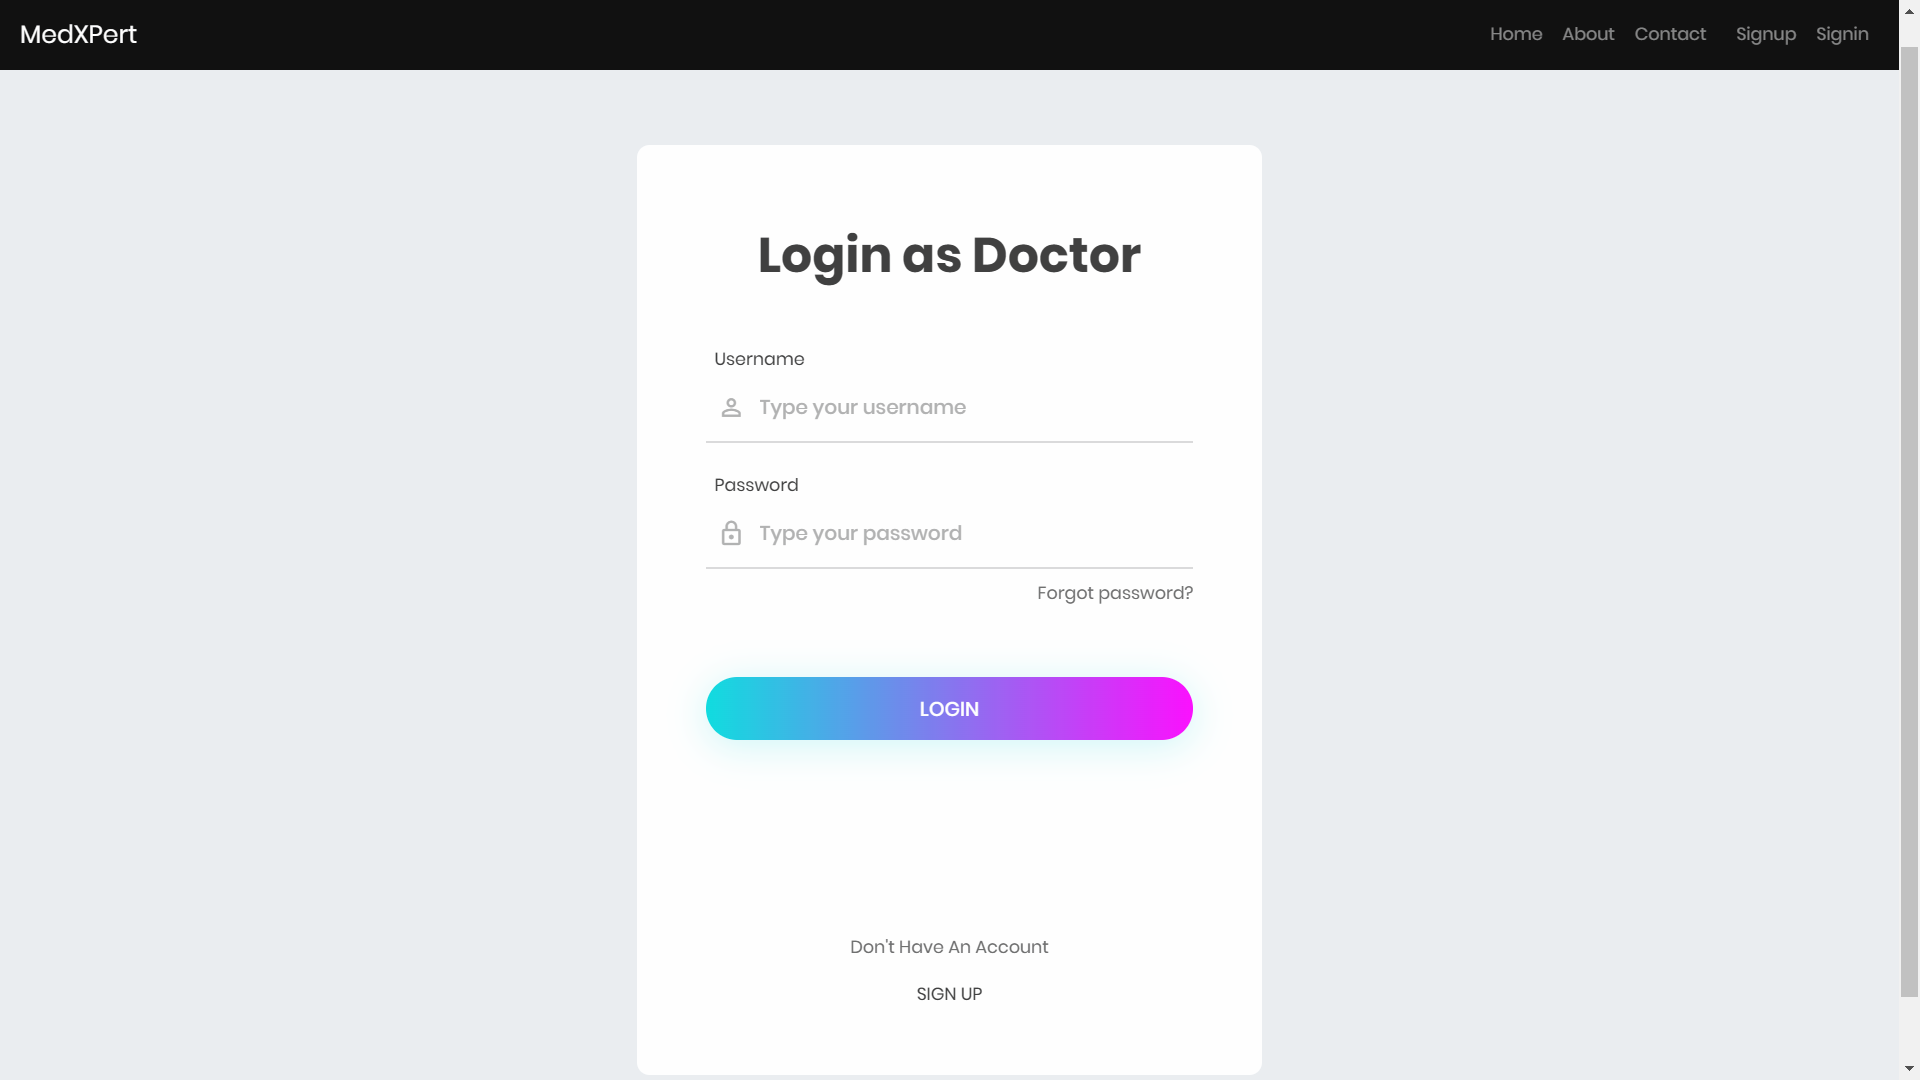 MedXPert
Home About Contact Signup Signin
Login as Doctor
Username
Type your username
Password
Type your password
Forgot password?
LOGIN
Don't Have An Account
SIGN UP